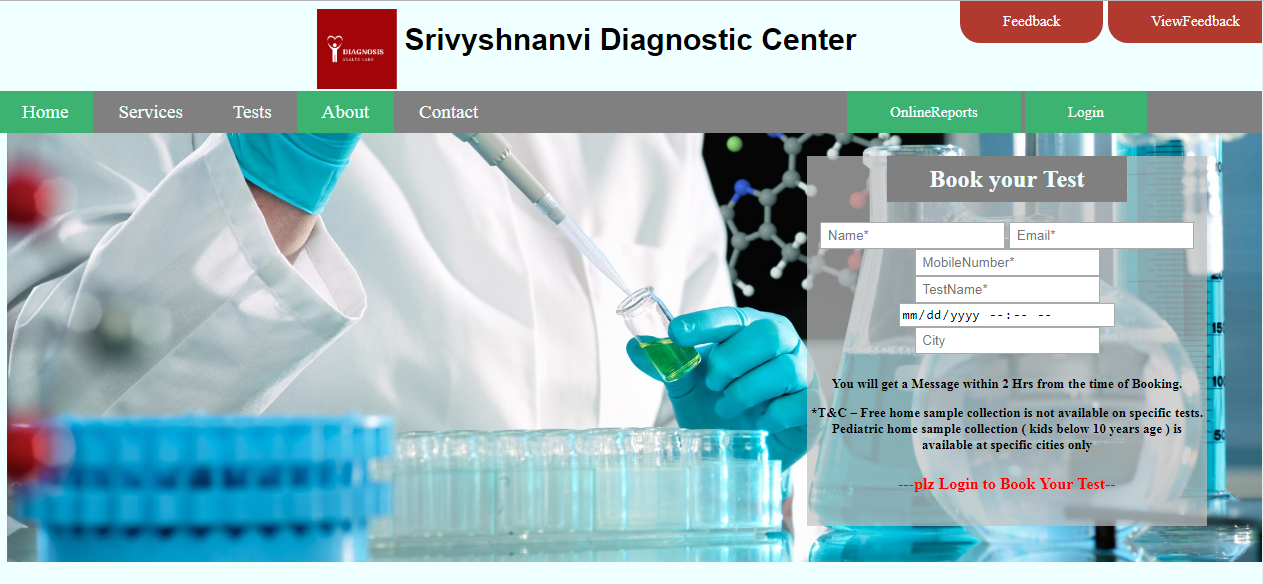 Feedback
ViewFeedback
DIAGNOSIS
HEALTH CARE
Srivyshnanvi Diagnostic Center
Home Services Tests About Contact OnlineReports Login
Book your Test
Name* Email*
MobileNumber*
TestName*
mm/dd/yyyy --:-- --
City
You will get a Message within 2 Hrs from the time of Booking.
*T&C – Free home sample collection is not available on specific tests.
Pediatric home sample collection ( kids below 10 years age ) is
available at specific cities only
---plz Login to Book Your Test--
150
100
50